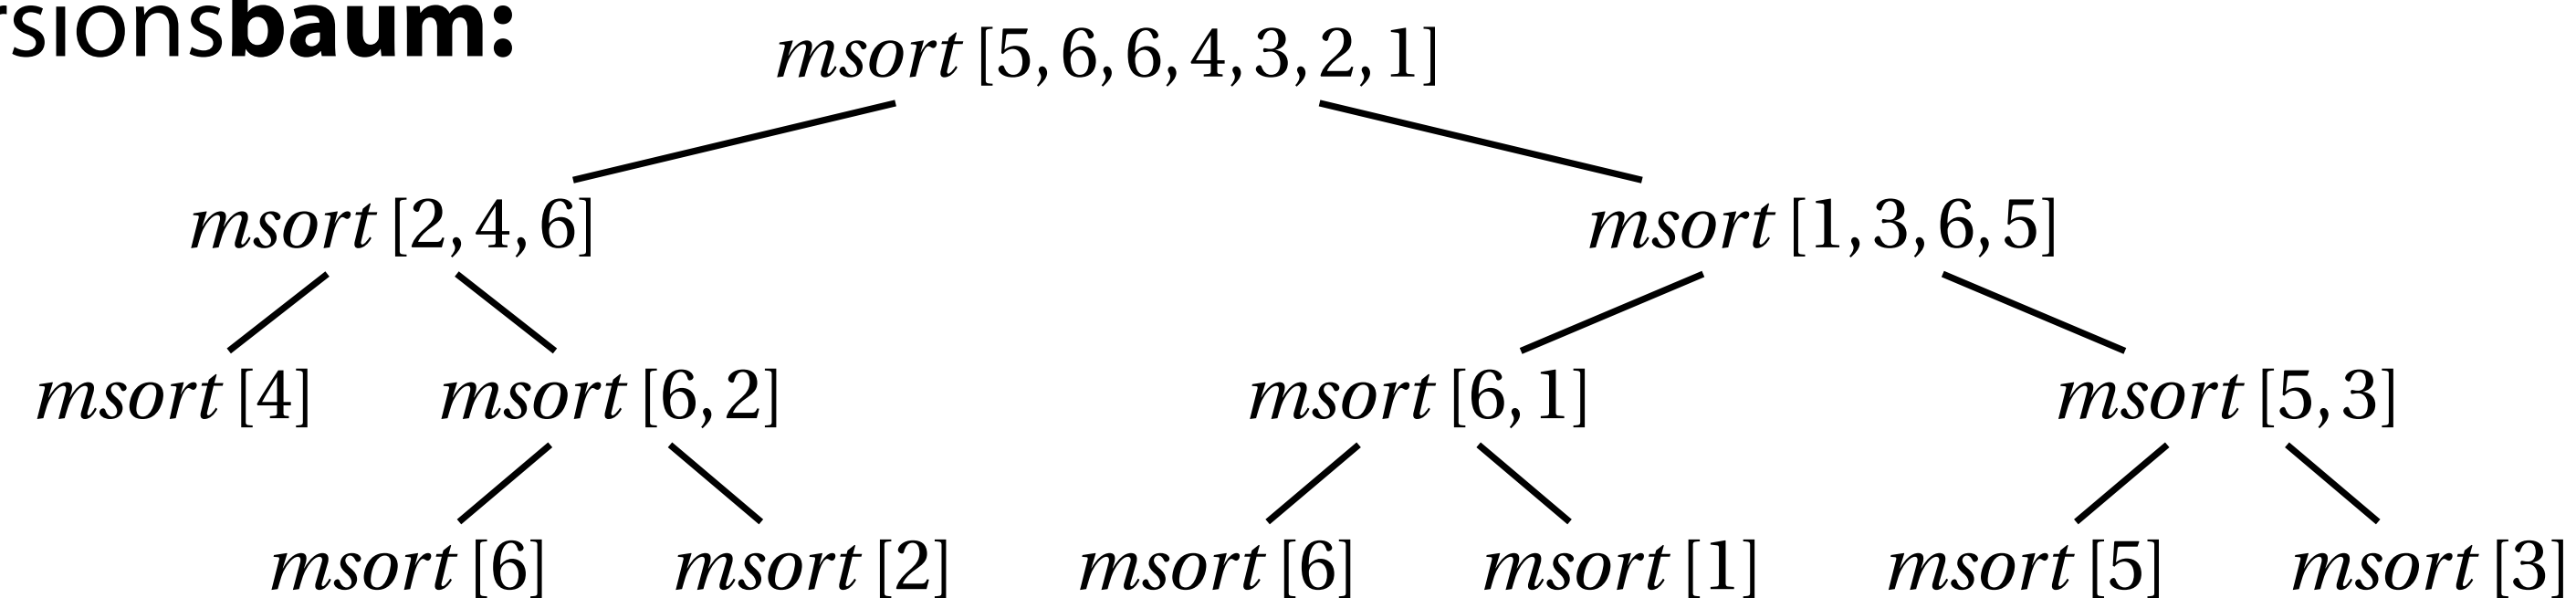 rsionsbaum:
msort [5, 6, 6, 4, 3, 2, 1]
msort [2, 4, 6] msort [1, 3, 6, 5]
msort [4] msort [6, 2] msort [6, 1] msort [5, 3]
msort [6] msort [2] msort [6] msort [1] msort [5] msort [3]